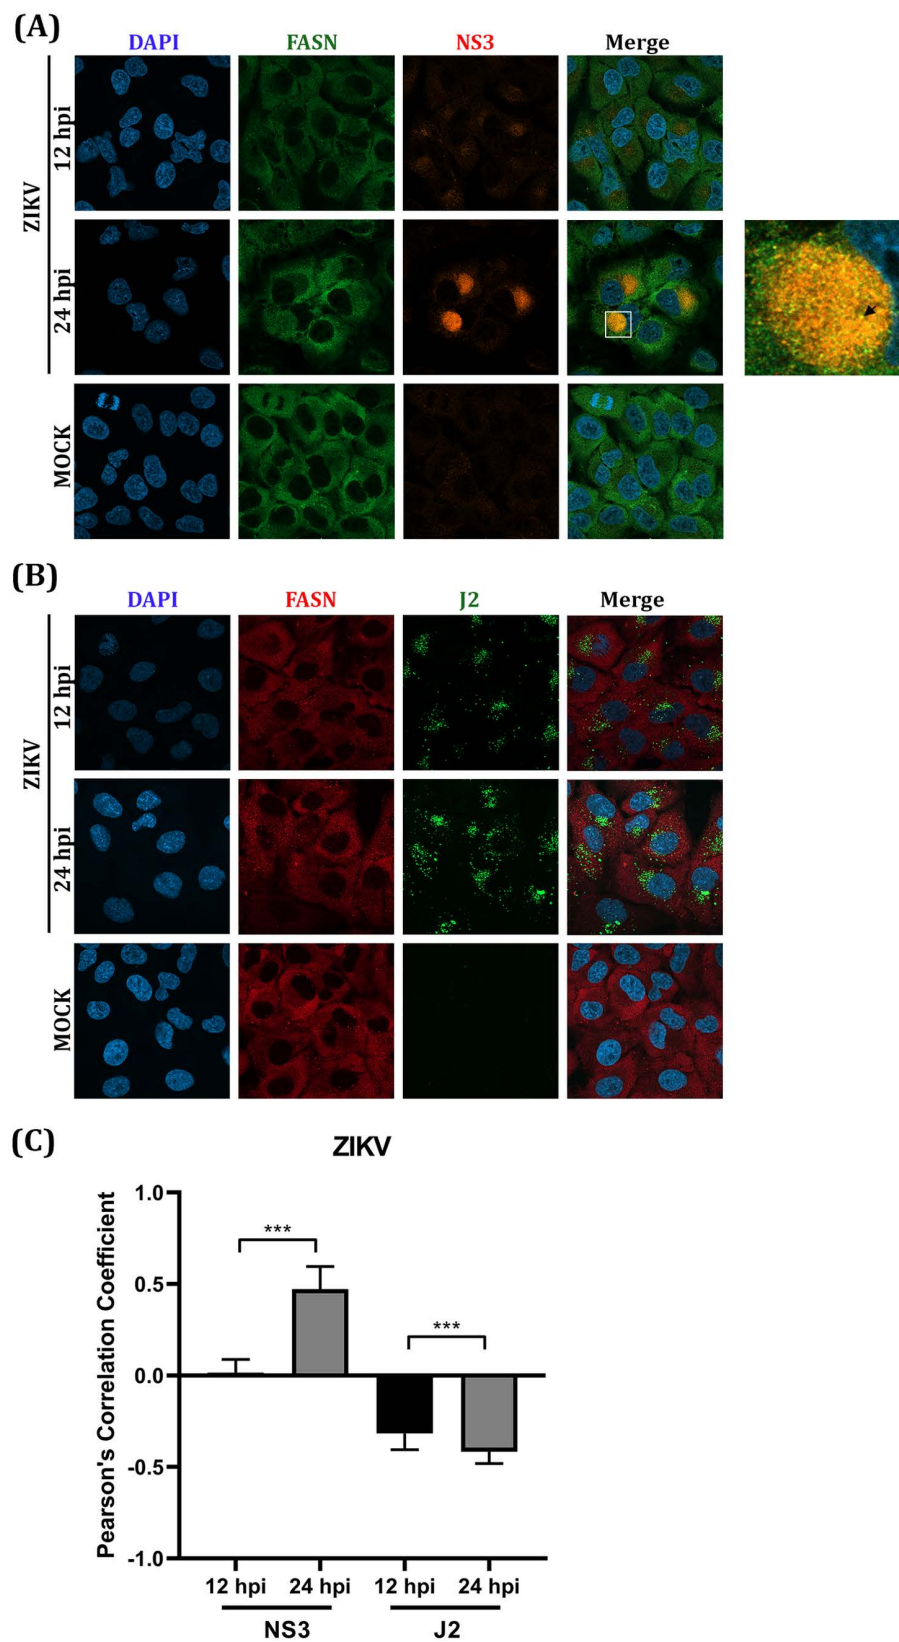 (A)
DAPI FASN NS3 Merge
ZIKV
12 hpi
24 hpi
MOCK
(B)
DAPI FASN J2 Merge
ZIKV
12 hpi
24 hpi
MOCK
(C)
ZIKV
Pearson's Correlation Coefficient
1.0
***
0.5
***
0.0
-0.5
-1.0
12 hpi 24 hpi 12 hpi 24 hpi
NS3 J2